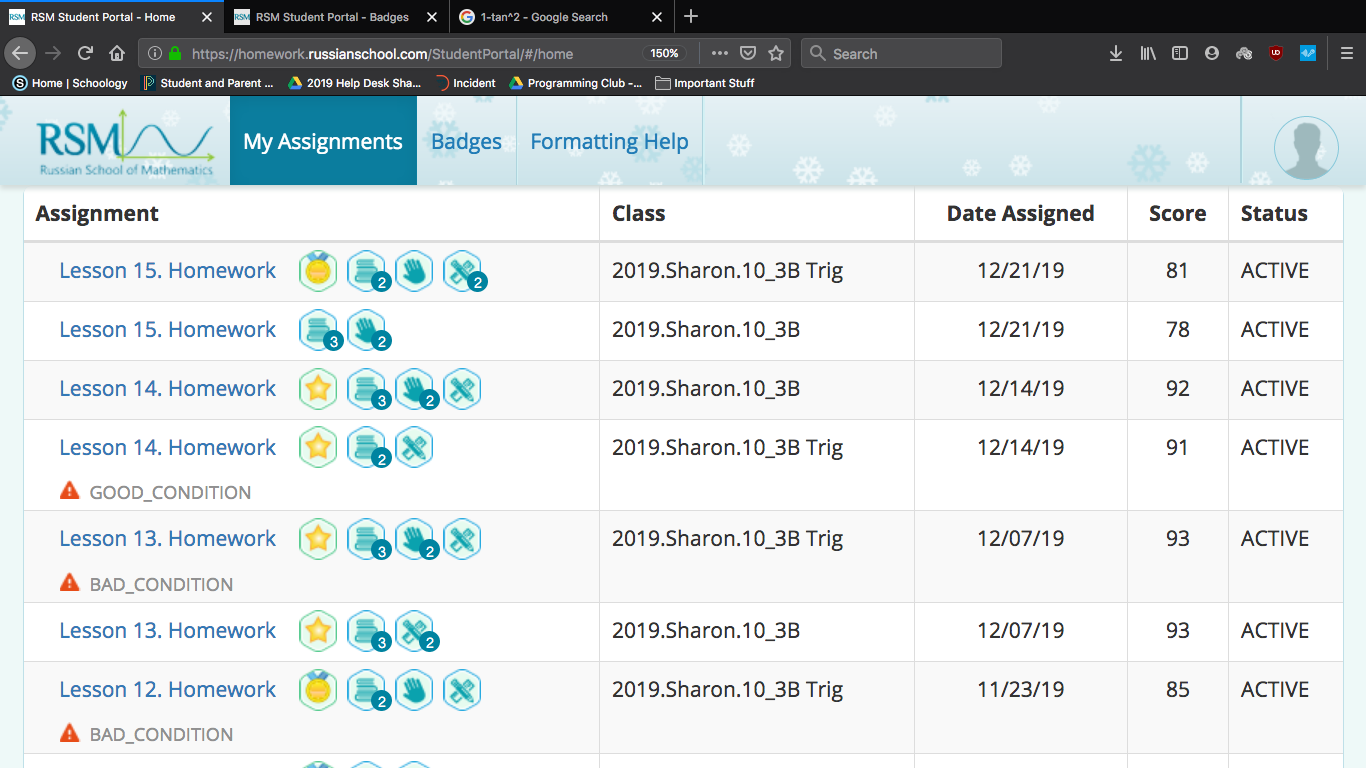 RSM Student Portal - Home
RSM Student Portal - Badges
1-tan^2 - Google Search
https://homework.russianschool.com/StudentPortal/#/home
150%
Search
Home | Schoology
Student and Parent ...
2019 Help Desk Sha...
Incident
Programming Club -...
Important Stuff
RSM
Russian School of Mathematics
My Assignments
Badges
Formatting Help
Assignment Class Date Assigned Score Status
Lesson 15. Homework 2 2 2019.Sharon.10_3B Trig 12/21/19 81 ACTIVE
Lesson 15. Homework 3 2 2019.Sharon.10_3B 12/21/19 78 ACTIVE
Lesson 14. Homework 3 2 2019.Sharon.10_3B 12/14/19 92 ACTIVE
Lesson 14. Homework 2 2019.Sharon.10_3B Trig 12/14/19 91 ACTIVE
GOOD_CONDITION
Lesson 13. Homework 3 2 2019.Sharon.10_3B Trig 12/07/19 93 ACTIVE
BAD_CONDITION
Lesson 13. Homework 3 2 2019.Sharon.10_3B 12/07/19 93 ACTIVE
Lesson 12. Homework 2 2019.Sharon.10_3B Trig 11/23/19 85 ACTIVE
BAD_CONDITION